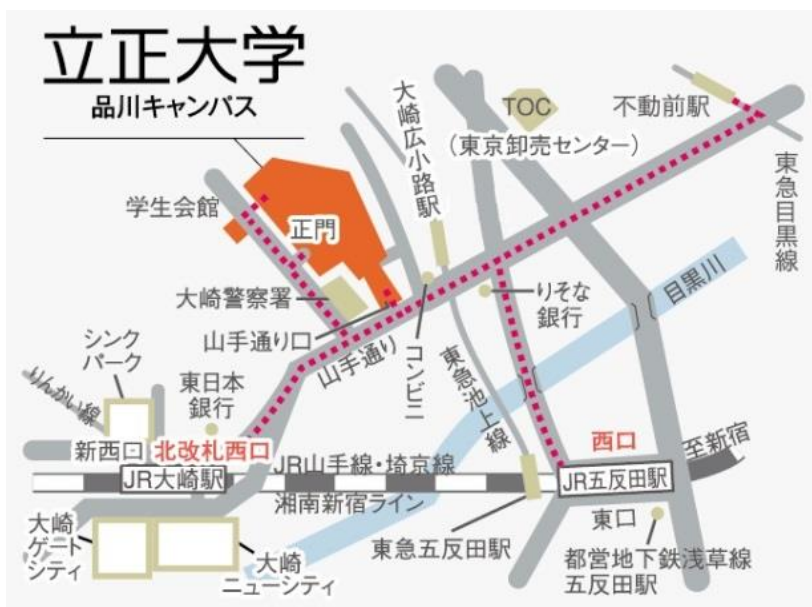 立正大学
品川キャンパス
TOC
(東京卸売センター)
不動前駅
大崎広小路駅
東急目黒線
学生会館
正門
大崎警察署
山手通り口
山手通り
コンビニ
りそな
銀行
目黒川
シンク
パーク
りんかい線
東日本
銀行
東急池上線
新西口
北改札西口
西口
至新宿
JR山手線・埼京線
JR大崎駅
JR五反田駅
湘南新宿ライン
東口
大崎
ゲート
シティ
大崎
ニューシティ
東急五反田駅
都営地下鉄浅草線
五反田駅